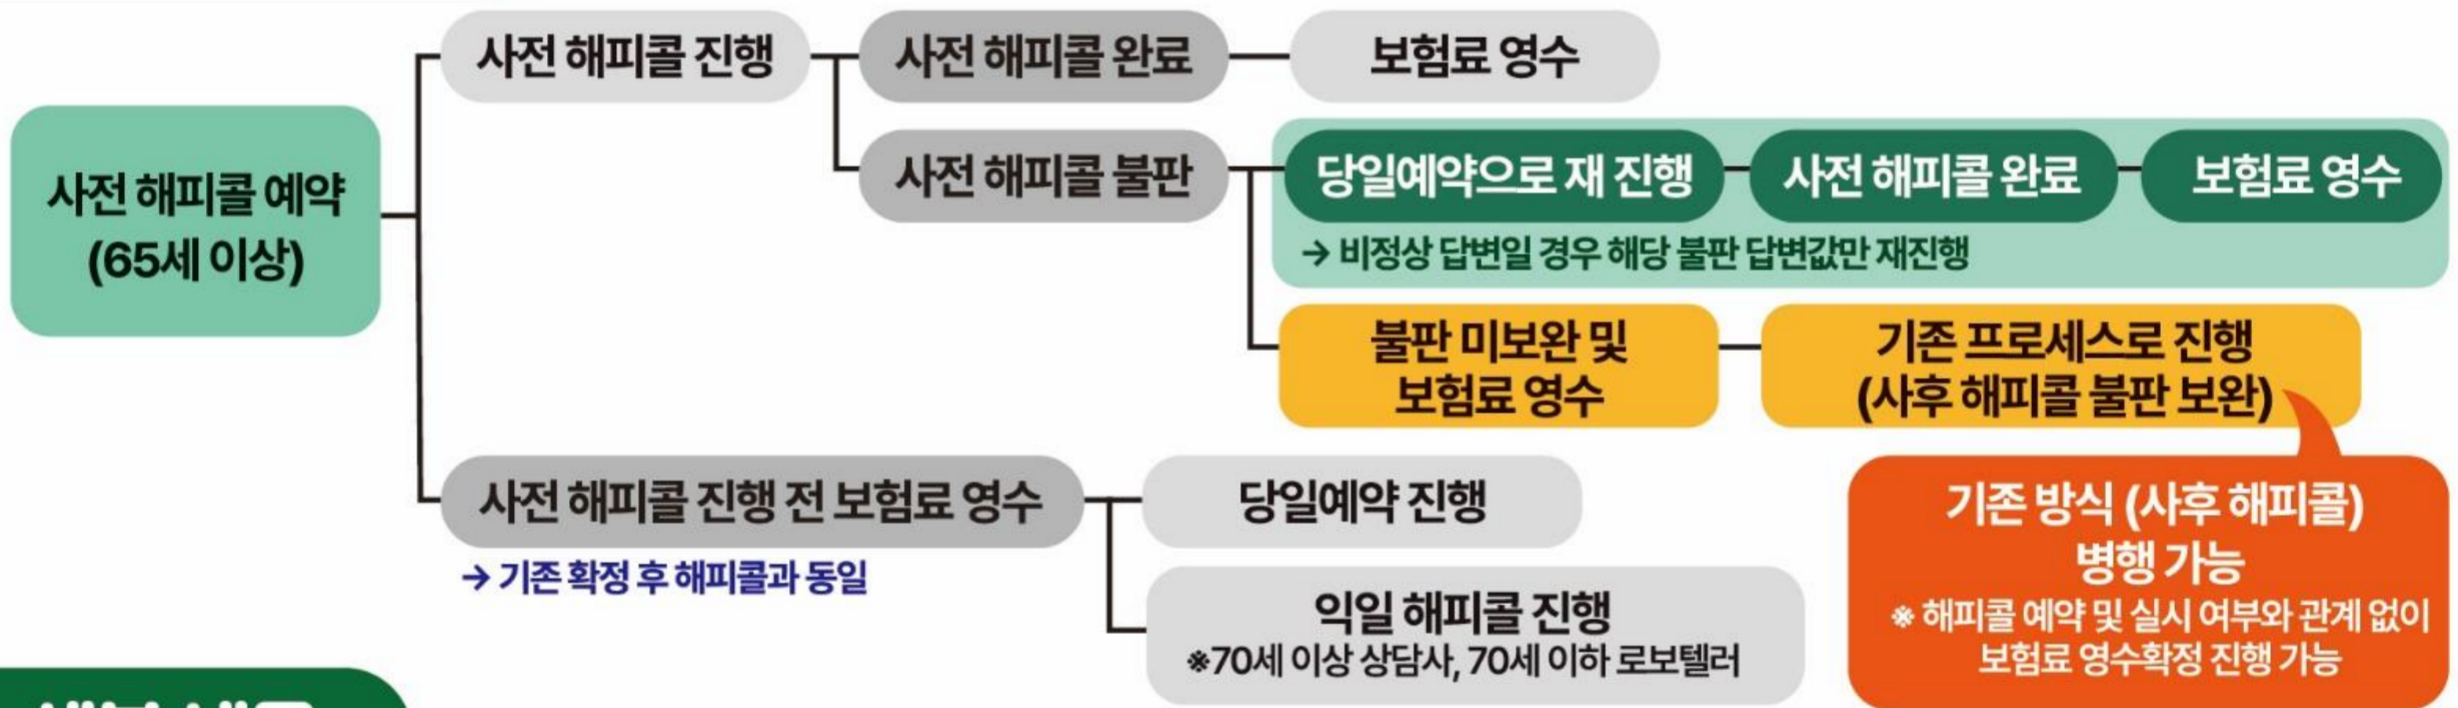 사전 해피콜 예약
(65세 이상)
사전 해피콜 진행
사전 해피콜 완료
보험료 영수
사전 해피콜 불판
당일예약으로 재 진행
사전 해피콜 완료
보험료 영수
→ 비정상 답변일 경우 해당 불판 답변값만 재진행
불판 미보완 및
보험료 영수
기존 프로세스로 진행
(사후 해피콜 불판 보완)
사전 해피콜 진행 전 보험료 영수
→ 기존 확정 후 해피콜과 동일
당일예약 진행
익일 해피콜 진행
※70세 이상 상담사, 70세 이하 로보텔러
기존 방식 (사후 해피콜)
병행 가능
※ 해피콜 예약 및 실시 여부와 관계 없이
보험료 영수확정 진행 가능